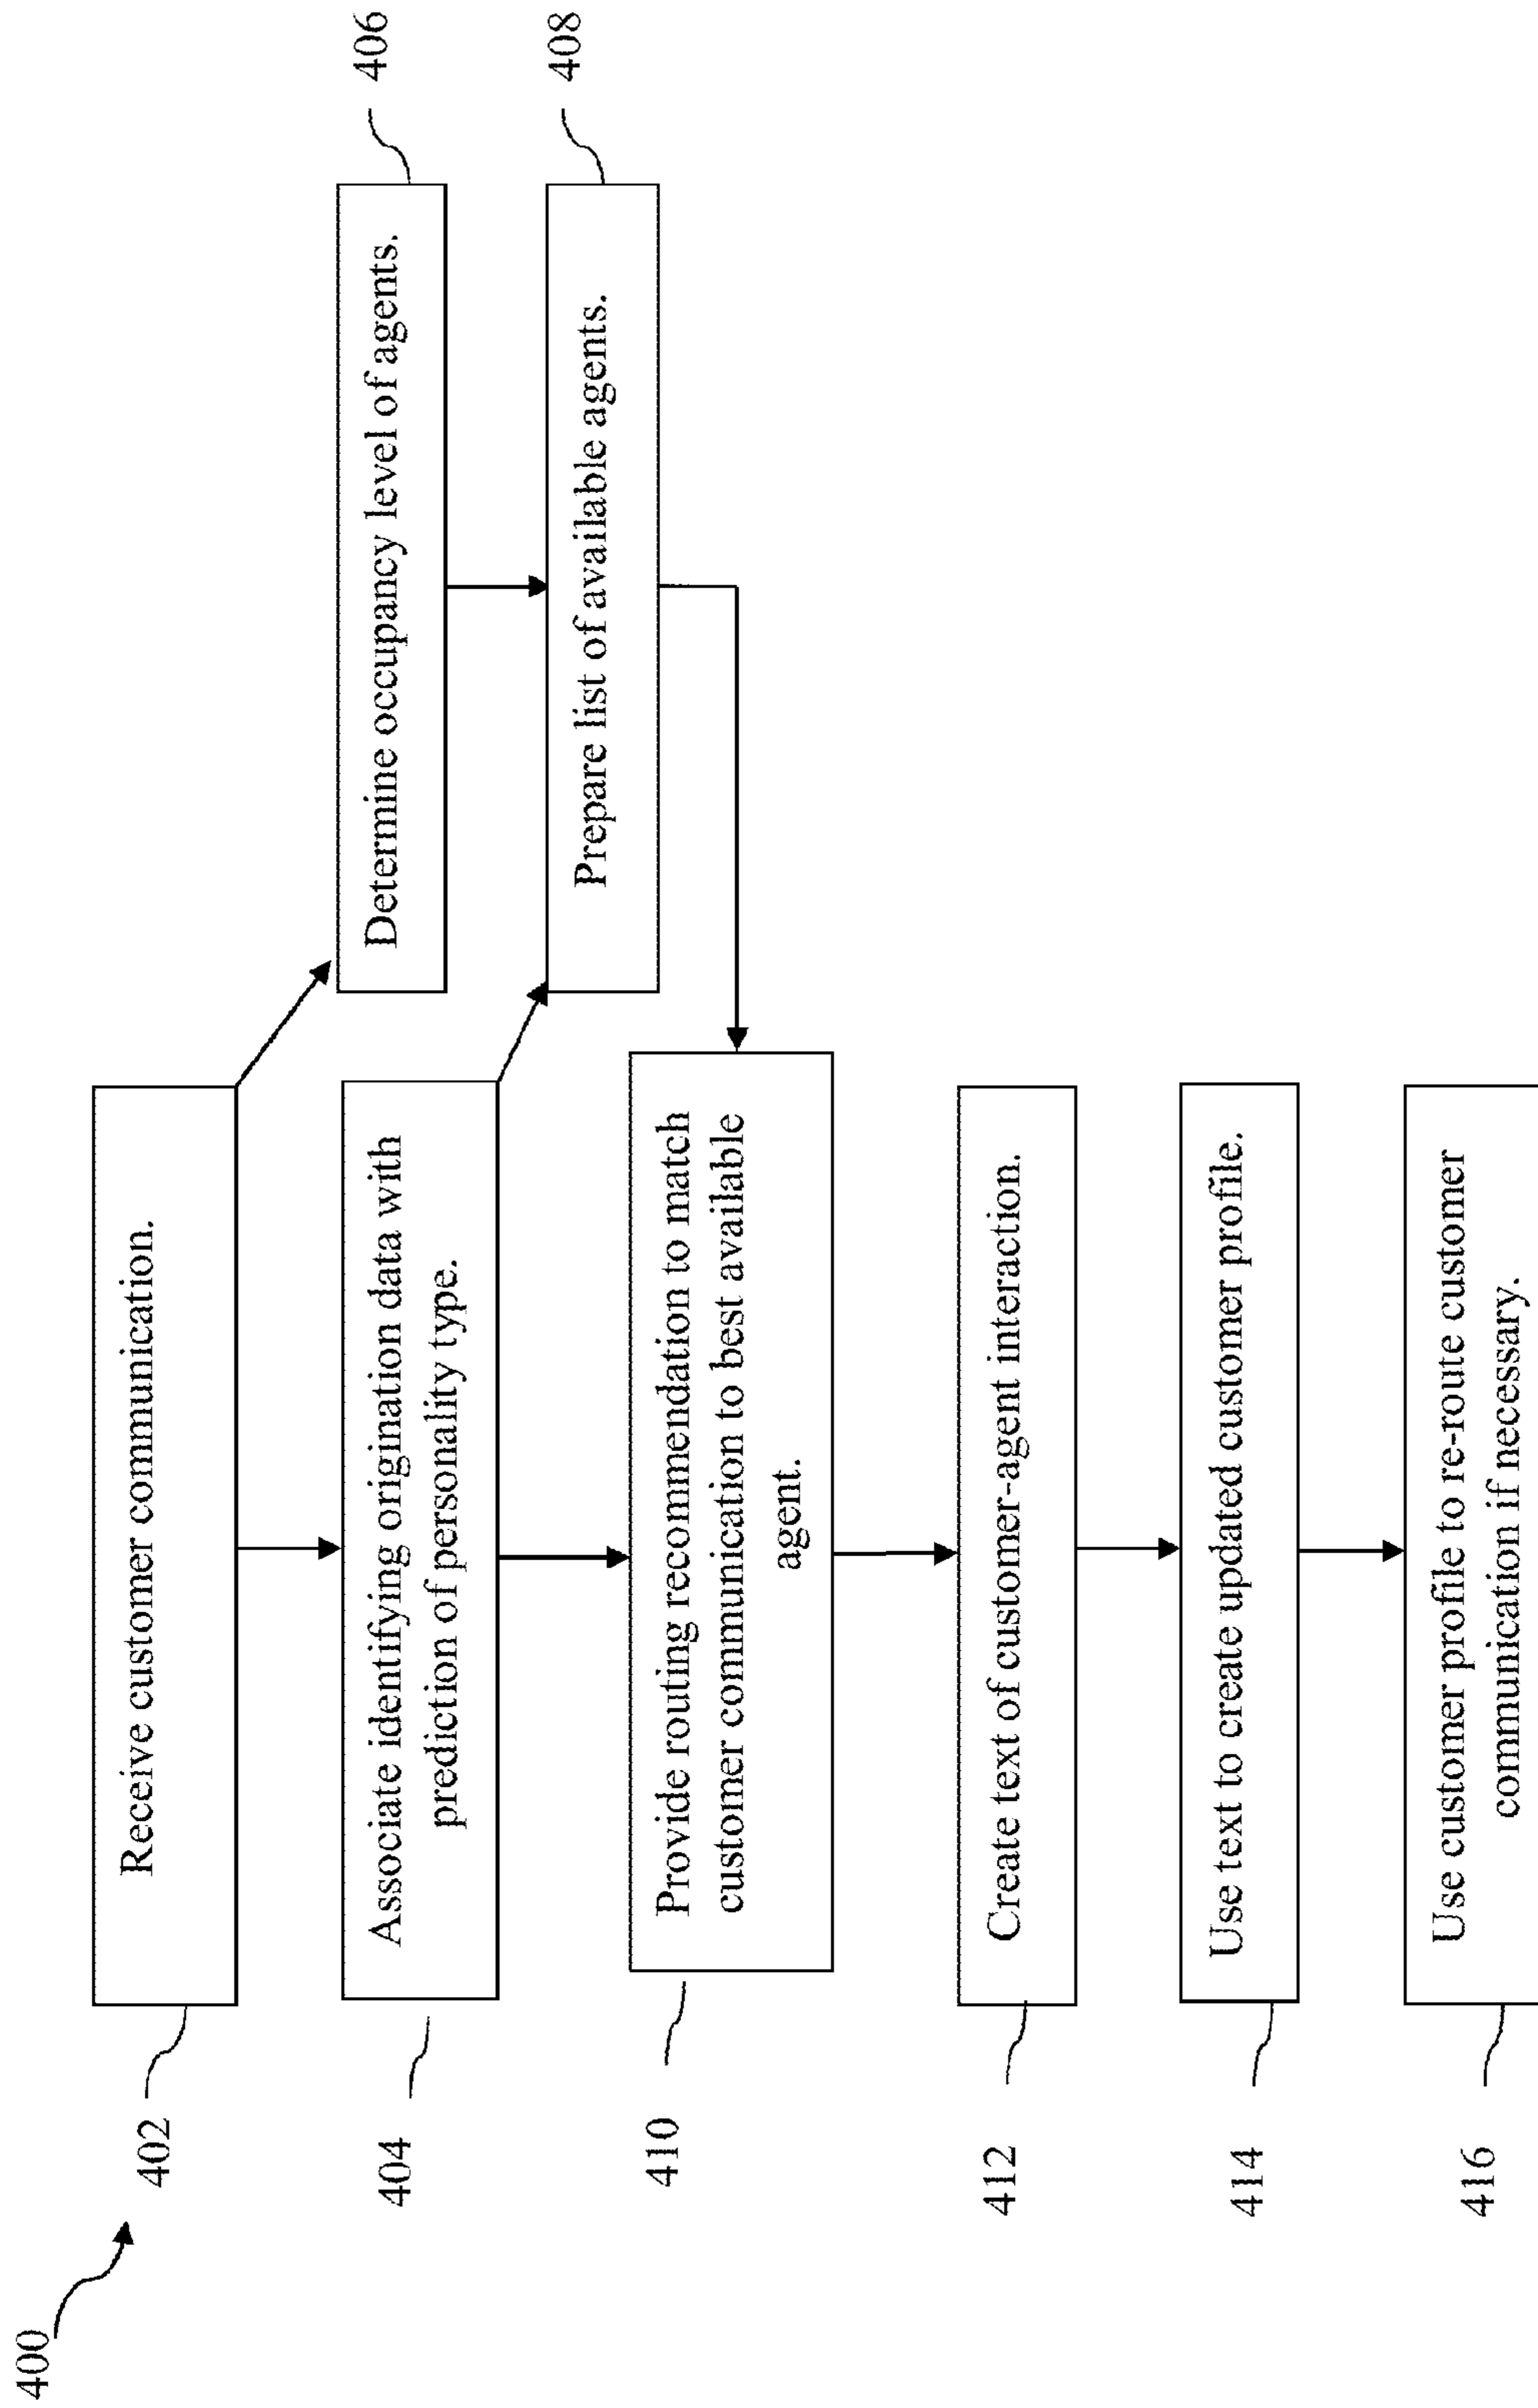 400
402
Receive customer communication.
404
Associate identifying origination data with
prediction of personality type.
Determine occupancy level of agents.
406
Prepare list of available agents.
408
410
Provide routing recommendation to match
customer communication to best available
agent.
412
Create text of customer-agent interaction.
414
Use text to create updated customer profile.
416
Use customer profile to re-route customer
communication if necessary.